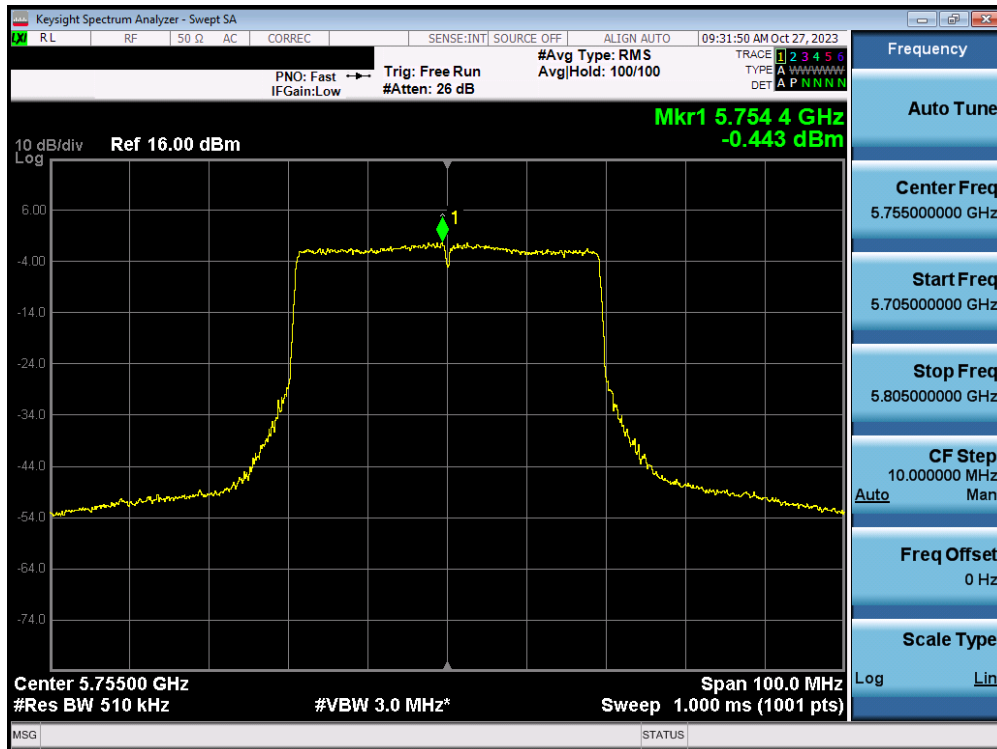 Keysight Spectrum Analyzer - Swept SA
LXI RL RF 50 Ω AC CORREC SENSE:INT SOURCE OFF ALIGN AUTO 09:31:50 AM Oct 27, 2023
PNO: Fast
IFGain:Low
Trig: Free Run
#Atten: 26 dB
#Avg Type: RMS
Avg|Hold: 100/100
TRACE 1 2 3 4 5 6
TYPE A WWWWW
DET A P N N N N
Mkr1 5.754 4 GHz
-0.443 dBm
10 dB/div Ref 16.00 dBm
Log
1
6.00
-4.00
-14.0
-24.0
-34.0
-44.0
-54.0
-64.0
-74.0
Center 5.75500 GHz Span 100.0 MHz
#Res BW 510 kHz #VBW 3.0 MHz* Sweep 1.000 ms (1001 pts)
MSG STATUS
Frequency
Auto Tune
Center Freq
5.755000000 GHz
Start Freq
5.705000000 GHz
Stop Freq
5.805000000 GHz
CF Step
10.000000 MHz
Auto Man
Freq Offset
0 Hz
Scale Type
Log Lin